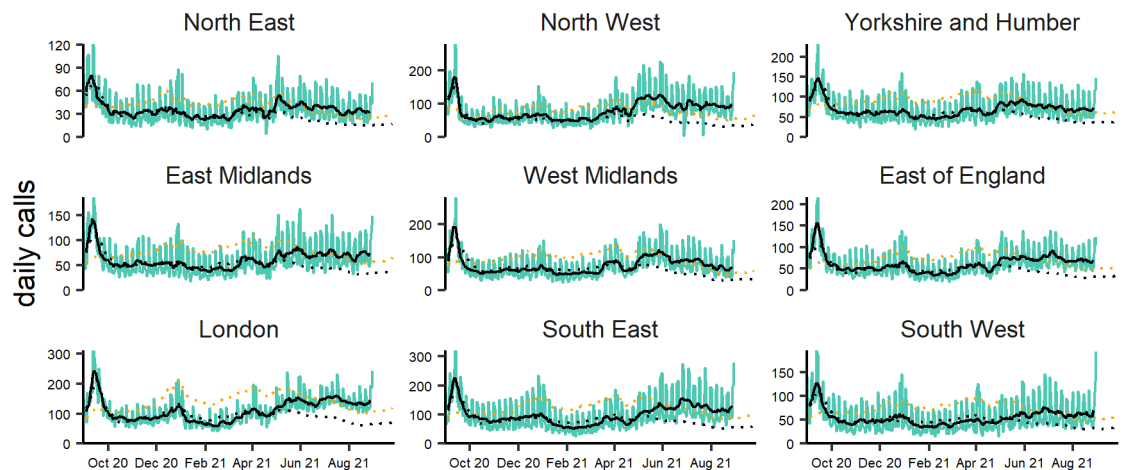 North East
North West
Yorkshire and Humber
120
90
60
30
0
200
100
0
200
150
100
50
0
East Midlands
West Midlands
East of England
daily calls
150
100
50
0
200
100
0
200
150
100
50
0
London
South East
South West
300
200
100
0
300
200
100
0
150
100
50
0
Oct 20 Dec 20 Feb 21 Apr 21 Jun 21 Aug 21
Oct 20 Dec 20 Feb 21 Apr 21 Jun 21 Aug 21
Oct 20 Dec 20 Feb 21 Apr 21 Jun 21 Aug 21